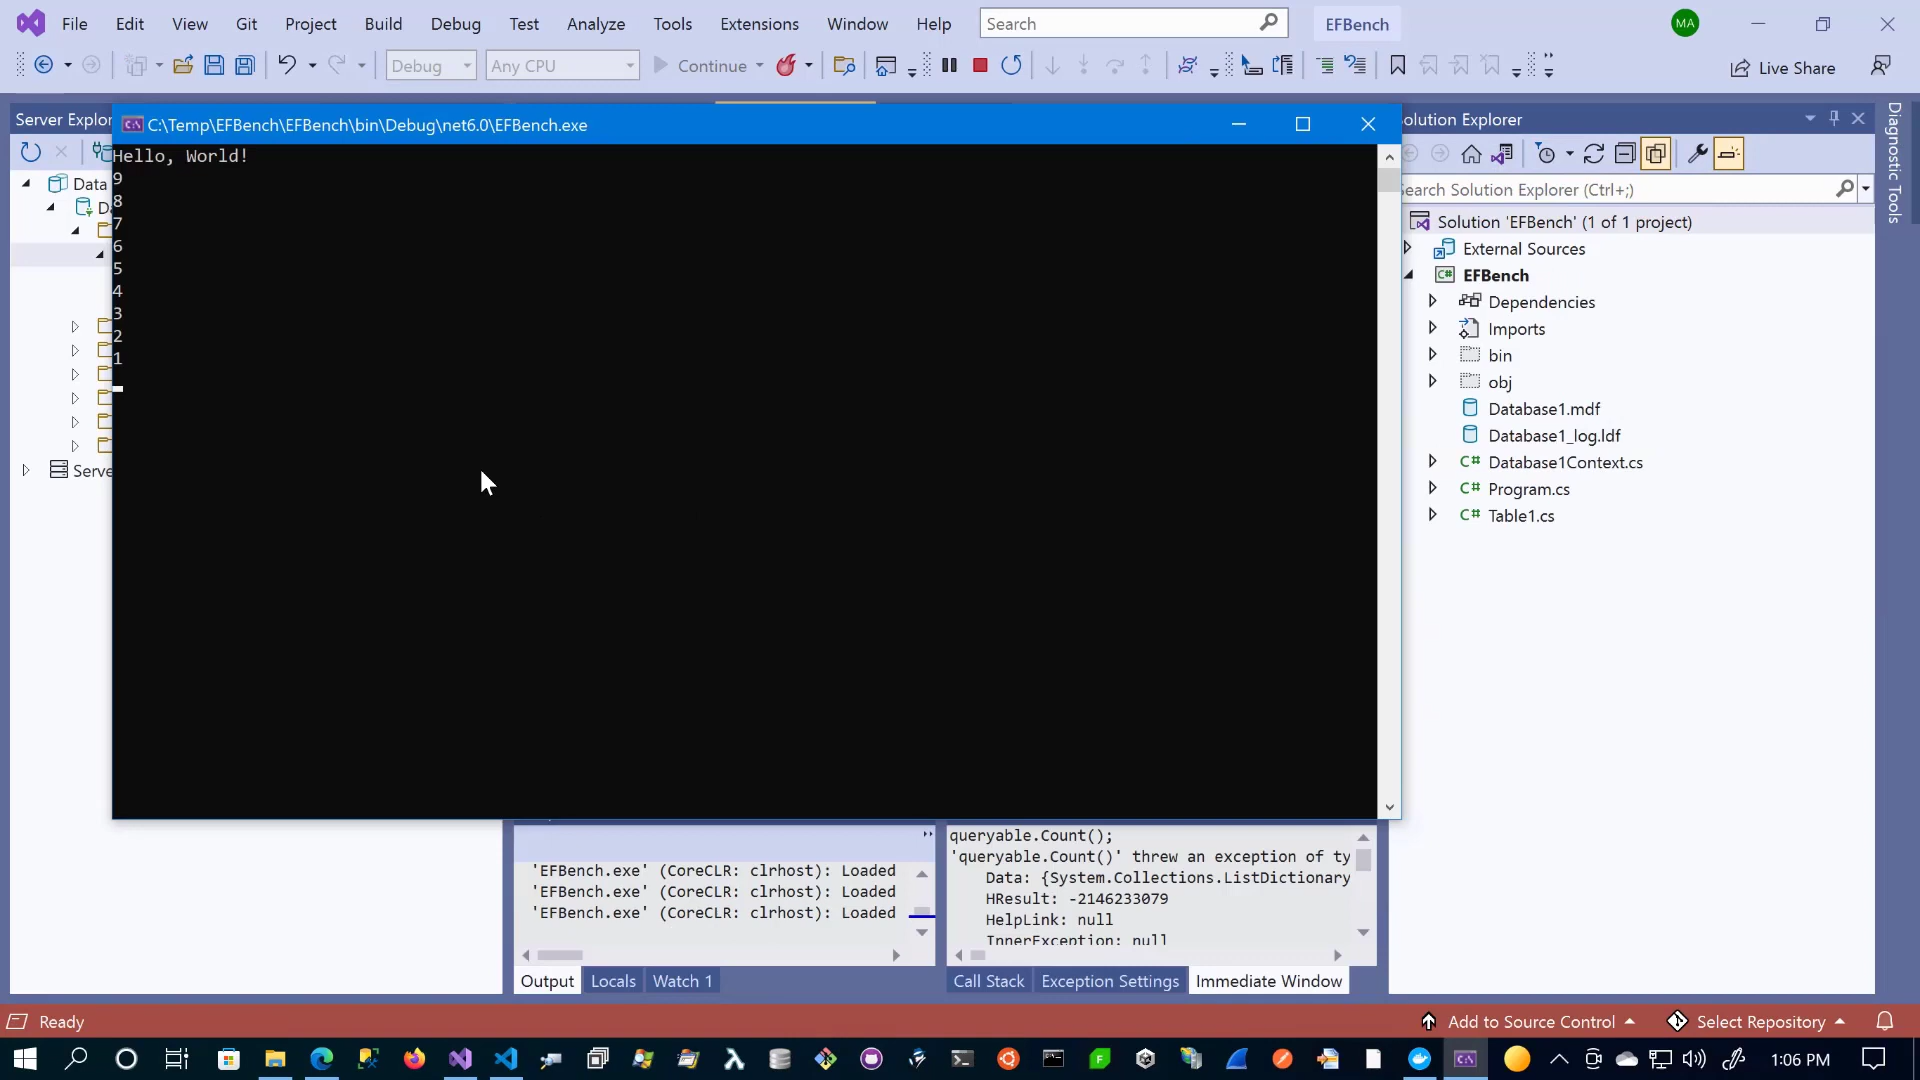 File Edit View Git Project Build Debug Test Analyze Tools Extensions Window Help Search EFBench MA
Debug Any CPU Continue Live Share
Server Explor
C:\Temp\EFBench\EFBench\bin\Debug\net6.0\EFBench.exe
Hello, World!
9
8
7
6
5
4
3
2
1
Data
Da
Serve
olution Explorer
earch Solution Explorer (Ctrl+;)
Solution 'EFBench' (1 of 1 project)
External Sources
C# EFBench
Dependencies
Imports
bin
obj
Database1.mdf
Database1_log.ldf
C# Database1Context.cs
C# Program.cs
C# Table1.cs
Diagnostic Tools
'EFBench.exe' (CoreCLR: clrhost): Loaded
'EFBench.exe' (CoreCLR: clrhost): Loaded
'EFBench.exe' (CoreCLR: clrhost): Loaded
Output Locals Watch 1
queryable.Count();
'queryable.Count()' threw an exception of ty
Data: {System.Collections.ListDictionary
HResult: -2146233079
HelpLink: null
InnerException: null
Call Stack Exception Settings Immediate Window
Ready Add to Source Control Select Repository
1:06 PM